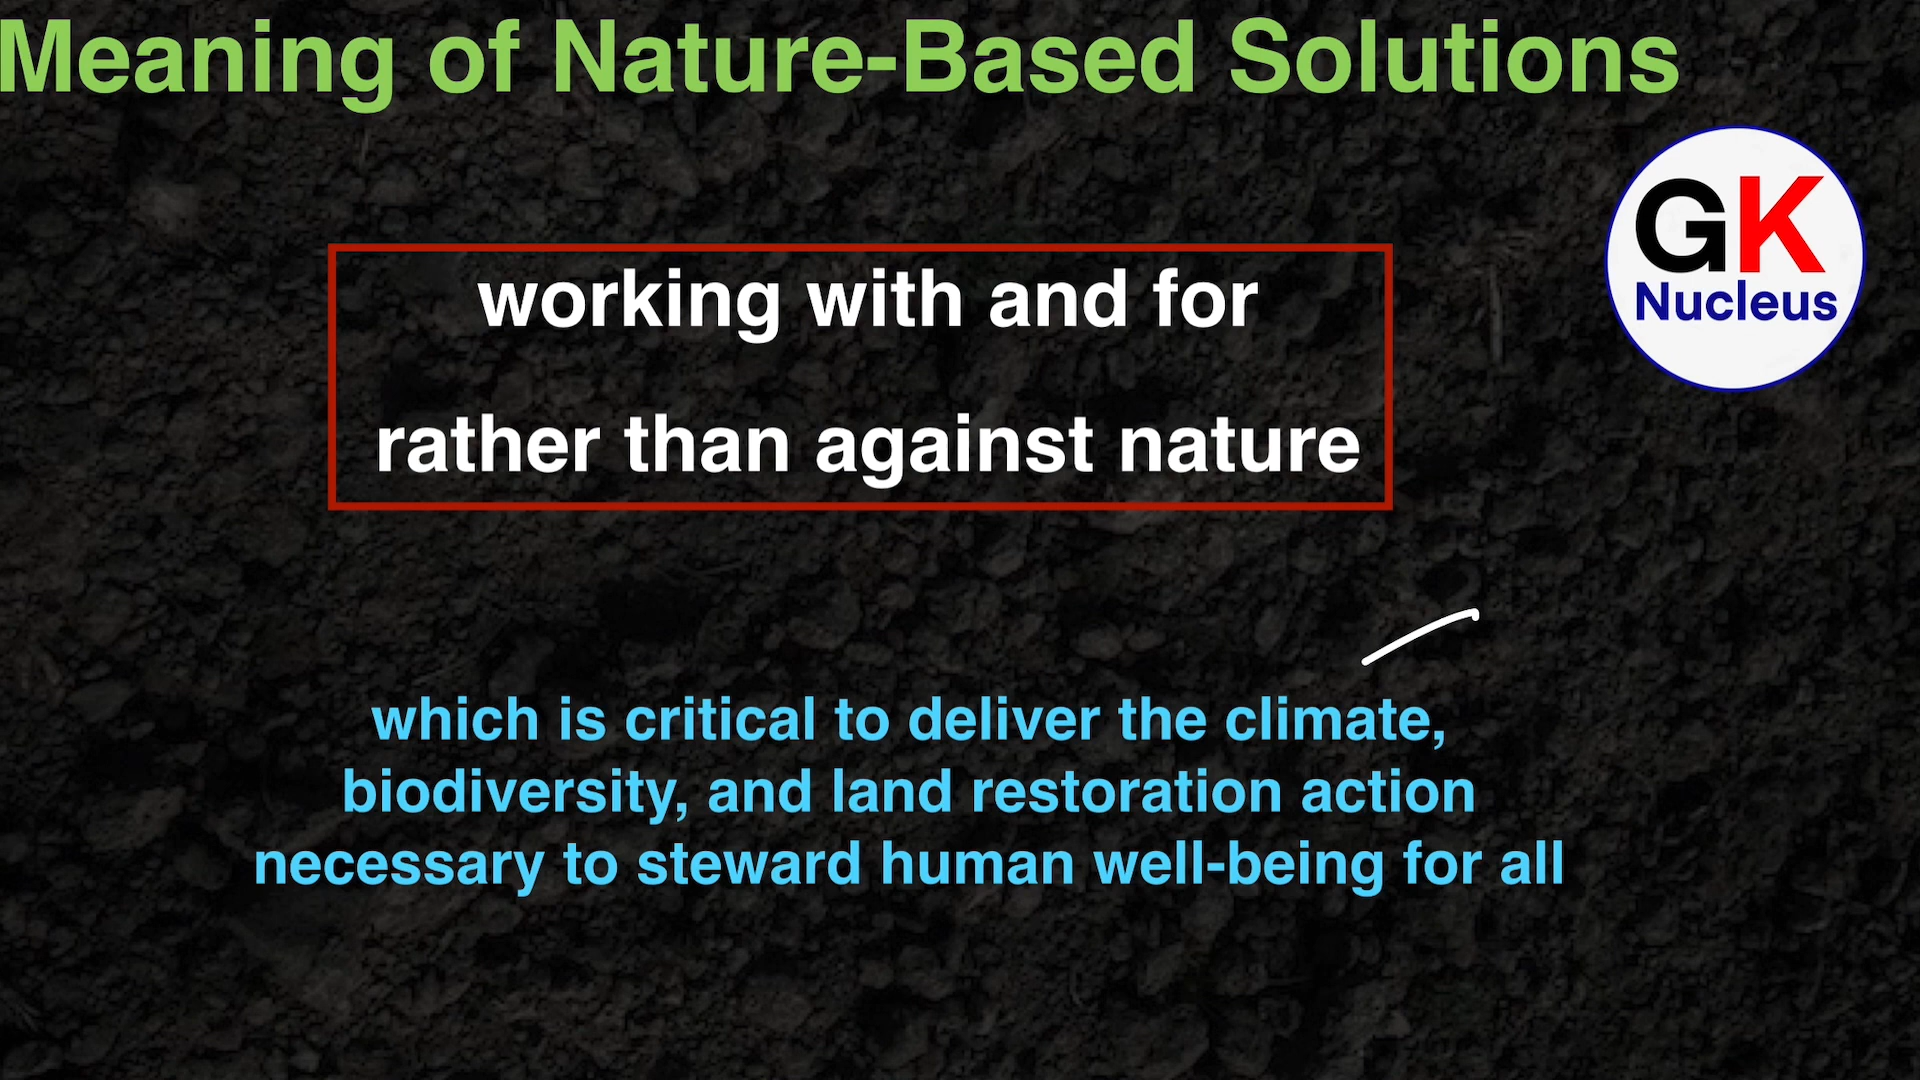 Meaning of Nature-Based Solutions
GK
Nucleus
working with and for
rather than against nature
which is critical to deliver the climate,
biodiversity, and land restoration action
necessary to steward human well-being for all